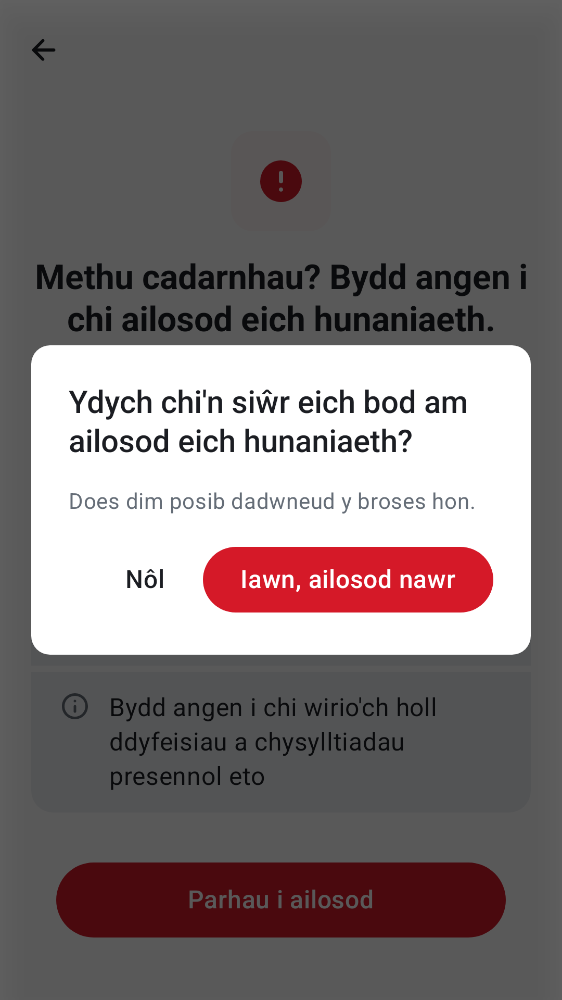 Methu cadarnhau? Bydd angen i
chi ailosod eich hunaniaeth.
Ydych chi'n siŵr eich bod am
ailosod eich hunaniaeth?
Does dim posib dadwneud y broses hon.
Nôl
Iawn, ailosod nawr
Bydd angen i chi wirio'ch holl
ddyfeisiau a chysylltiadau
presennol eto
Parhau i ailosod